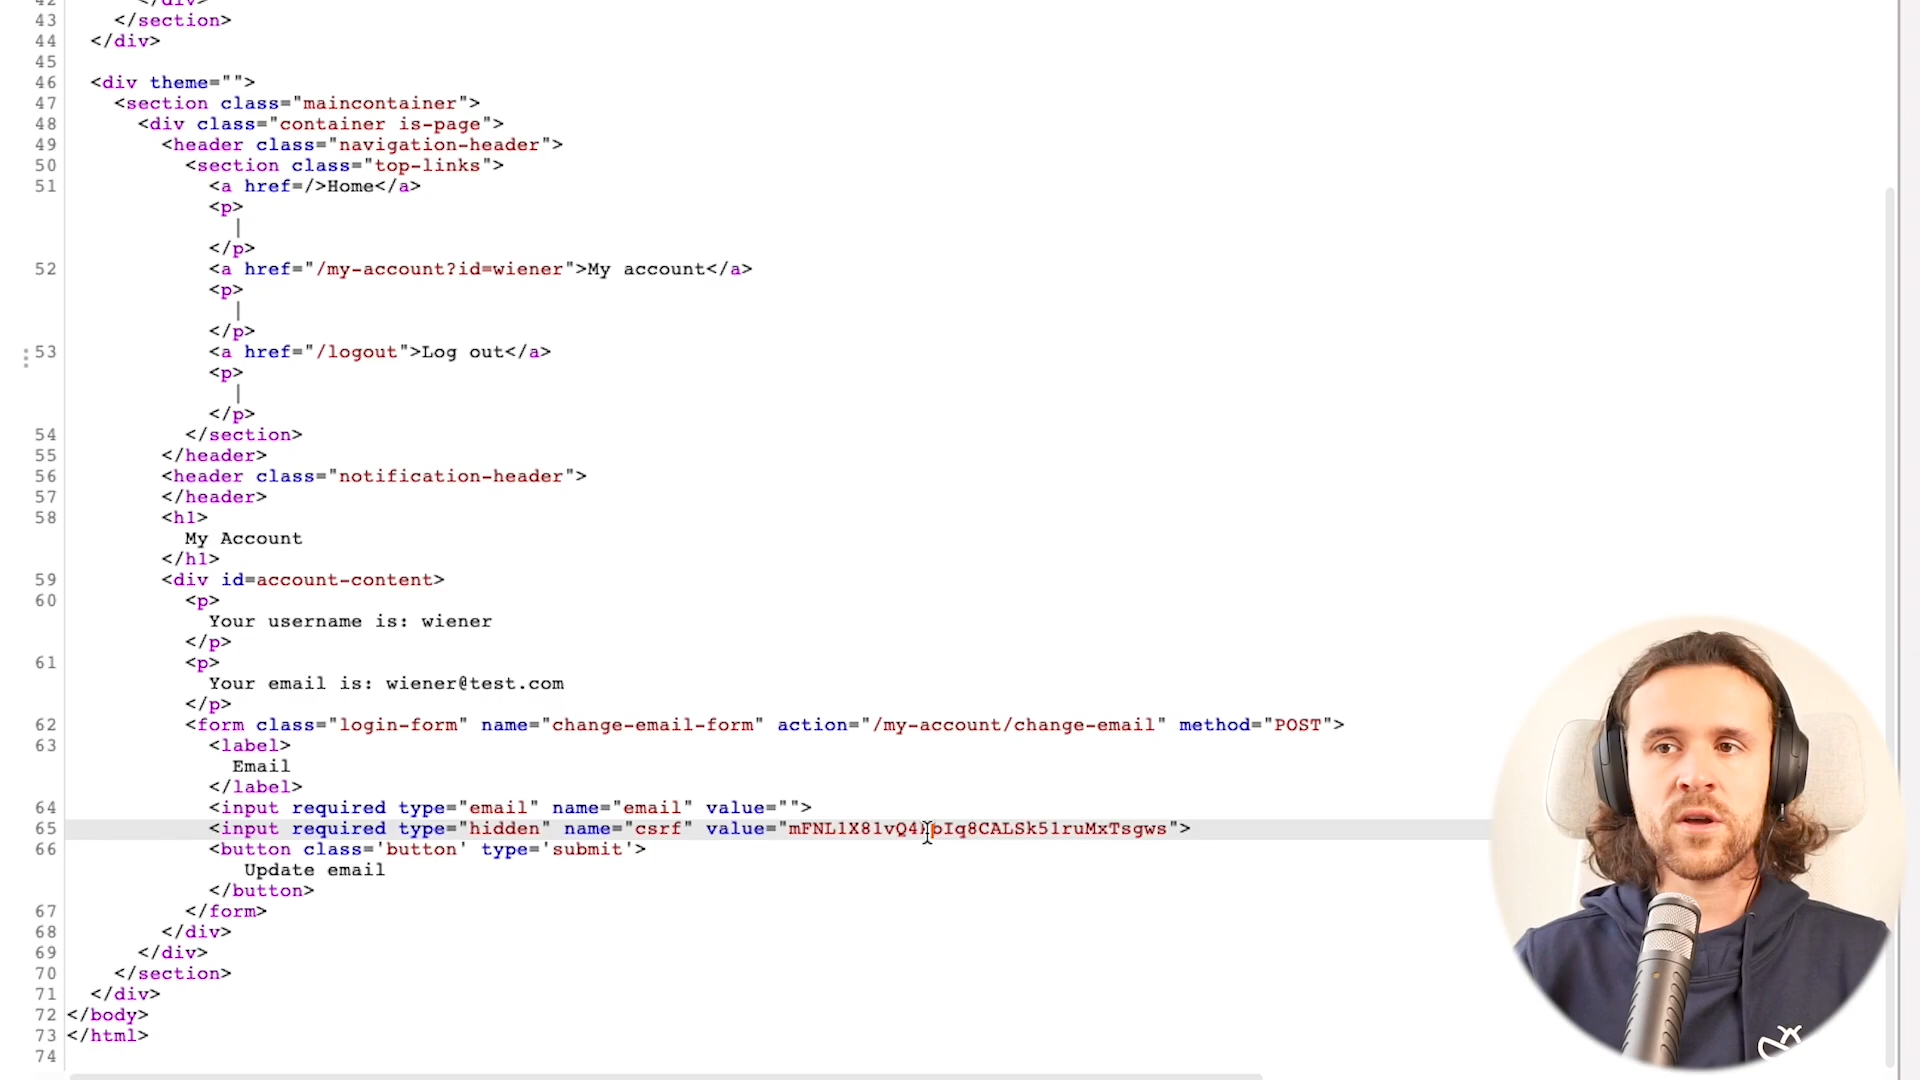 42 </div>
43 </section>
44 </div>
45
46 <div theme="">
47 <section class="maincontainer">
48 <div class="container is-page">
49 <header class="navigation-header">
50 <section class="top-links">
51 <a href=/>Home</a>
<p>
|
</p>
52 <a href="/my-account?id=wiener">My account</a>
<p>
|
</p>
53 <a href="/logout">Log out</a>
<p>
|
</p>
54 </section>
55 </header>
56 <header class="notification-header">
57 </header>
58 <h1>
My Account
</h1>
59 <div id=account-content>
60 <p>
Your username is: wiener
</p>
61 <p>
Your email is: wiener@test.com
</p>
62 <form class="login-form" name="change-email-form" action="/my-account/change-email" method="POST">
63 <label>
Email
</label>
64 <input required type="email" name="email" value="">
65 <input required type="hidden" name="csrf" value="
66 <button class='button' type='submit'>
Update email
</button>
67 </form>
68 </div>
69 </div>
70 </section>
71 </div>
72 </body>
73 </html>
74